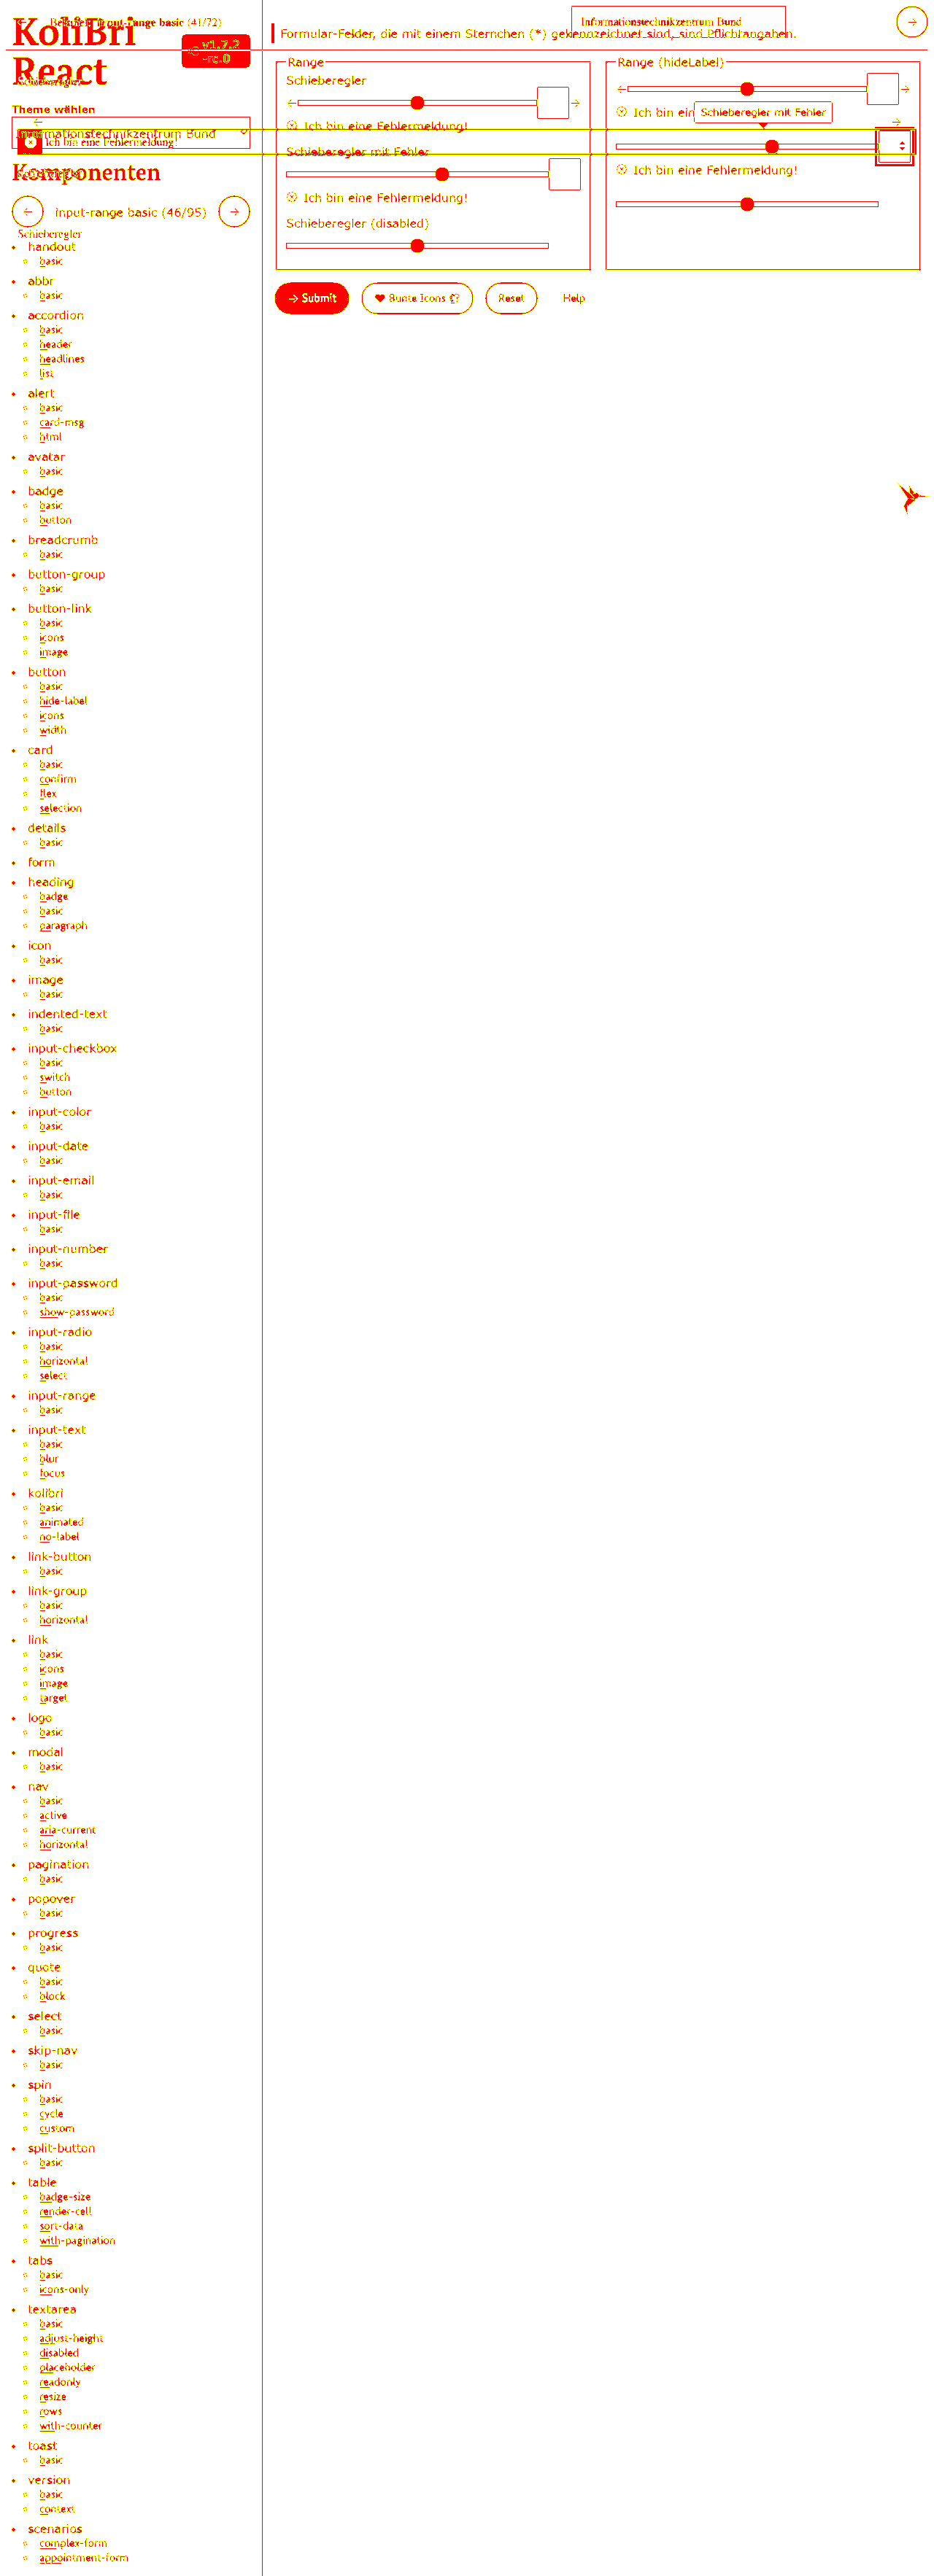 KoliBri
React
Beispiel: input-range basic (41/72)
v1.7.2
-rc.0
Schieberegler
Theme wählen
Informationstechnikzentrum Bund
Ich bin eine Fehlermeldung!
Komponenten
input-range basic (46/95)
Schieberegler
handout
basic
abbr
basic
accordion
basic
header
headlines
list
alert
basic
card-msg
html
avatar
basic
badge
basic
button
breadcrumb
basic
button-group
basic
button-link
basic
icons
image
button
basic
hide-label
icons
width
card
basic
confirm
flex
selection
details
basic
form
heading
badge
basic
paragraph
icon
basic
image
basic
indented-text
basic
input-checkbox
basic
switch
button
input-color
basic
input-date
basic
input-email
basic
input-file
basic
input-number
basic
input-password
basic
show-password
input-radio
basic
horizontal
select
input-range
basic
input-text
basic
blur
focus
kolibri
basic
animated
no-label
link-button
basic
link-group
basic
horizontal
link
basic
icons
image
target
logo
basic
modal
basic
nav
basic
active
aria-current
horizontal
pagination
basic
popover
basic
progress
basic
quote
basic
block
select
basic
skip-nav
basic
spin
basic
cycle
custom
split-button
basic
table
badge-size
render-cell
sort-data
with-pagination
tabs
basic
icons-only
textarea
basic
adjust-height
disabled
placeholder
readonly
resize
rows
with-counter
toast
basic
version
basic
context
scenarios
complex-form
appointment-form
Informationstechnikzentrum Bund
Formular-Felder, die mit einem Sternchen (*) gekennzeichnet sind, sind Pflichtangaben.
Range
Schieberegler
Ich bin eine Fehlermeldung!
Schieberegler mit Fehler
Ich bin eine Fehlermeldung!
Schieberegler (disabled)
Range (hideLabel)
Ich bin ein
Schieberegler mit Fehler
Ich bin eine Fehlermeldung!
Submit
Bunte Icons
Reset
Help